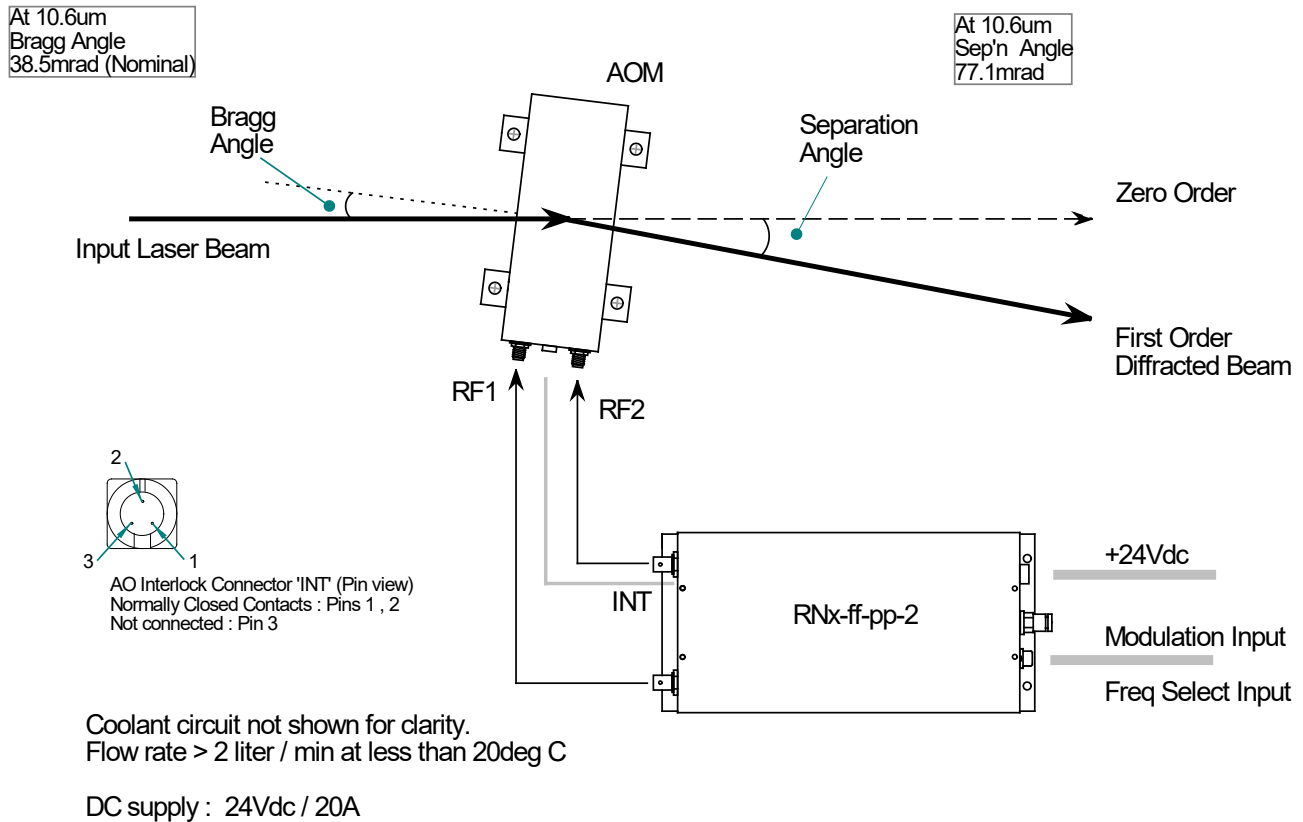 At 10.6um
Bragg Angle
38.5mrad (Nominal)
At 10.6um
Sep'n Angle
77.1mrad
AOM
Bragg
Angle
Separation
Angle
Zero Order
Input Laser Beam
First Order
Diffracted Beam
RF1
RF2
2
3
1
AO Interlock Connector 'INT' (Pin view)
Normally Closed Contacts : Pins 1 , 2
Not connected : Pin 3
INT
RNx-ff-pp-2
+24Vdc
Modulation Input
Freq Select Input
Coolant circuit not shown for clarity.
Flow rate > 2 liter / min at less than 20deg C
DC supply : 24Vdc / 20A